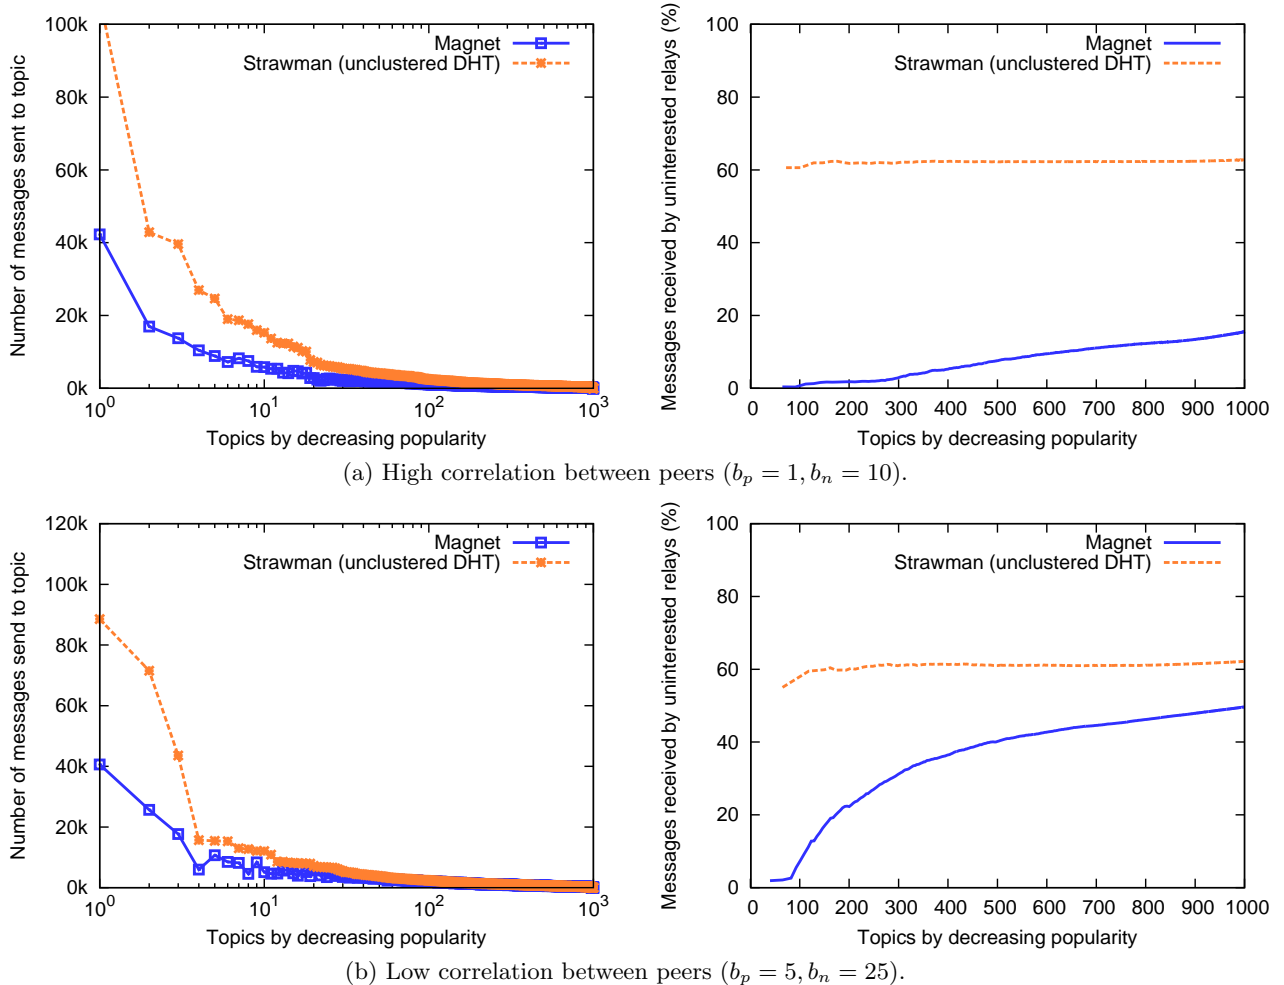 Number of messages sent to topic
100k
80k
60k
40k
20k
0k
10^0
10^1
10^2
10^3
Topics by decreasing popularity
Magnet
Strawman (unclustered DHT)
Messages received by uninterested relays (%)
100
80
60
40
20
0
0
100
200
300
400
500
600
700
800
900
1000
Topics by decreasing popularity
Magnet
Strawman (unclustered DHT)
(a) High correlation between peers (b_p = 1, b_n = 10).
Number of messages send to topic
120k
100k
80k
60k
40k
20k
0k
10^0
10^1
10^2
10^3
Topics by decreasing popularity
Magnet
Strawman (unclustered DHT)
Messages received by uninterested relays (%)
100
80
60
40
20
0
0
100
200
300
400
500
600
700
800
900
1000
Topics by decreasing popularity
Magnet
Strawman (unclustered DHT)
(b) Low correlation between peers (b_p = 5, b_n = 25).